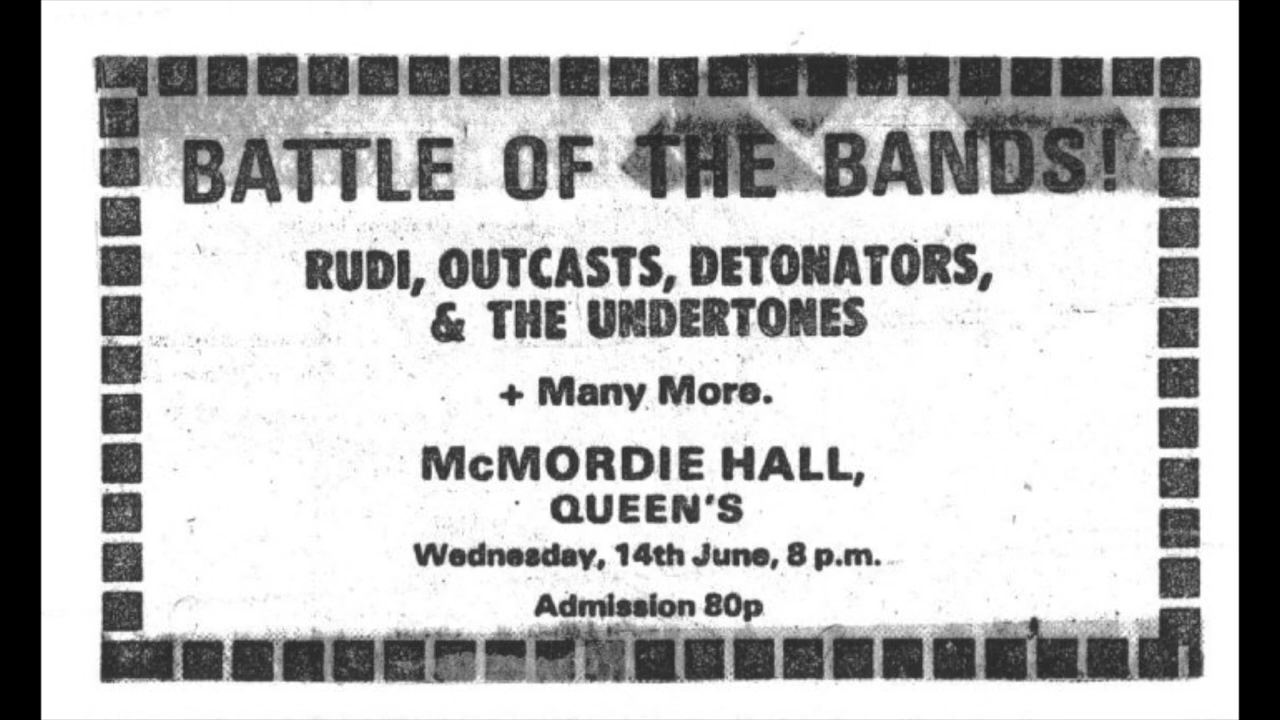 BATTLE OF THE BANDS!
RUDI, OUTCASTS, DETONATORS,
& THE UNDERTONES
+ Many More.
McMORDIE HALL,
QUEEN'S
Wednesday, 14th June, 8 p.m.
Admission 80p